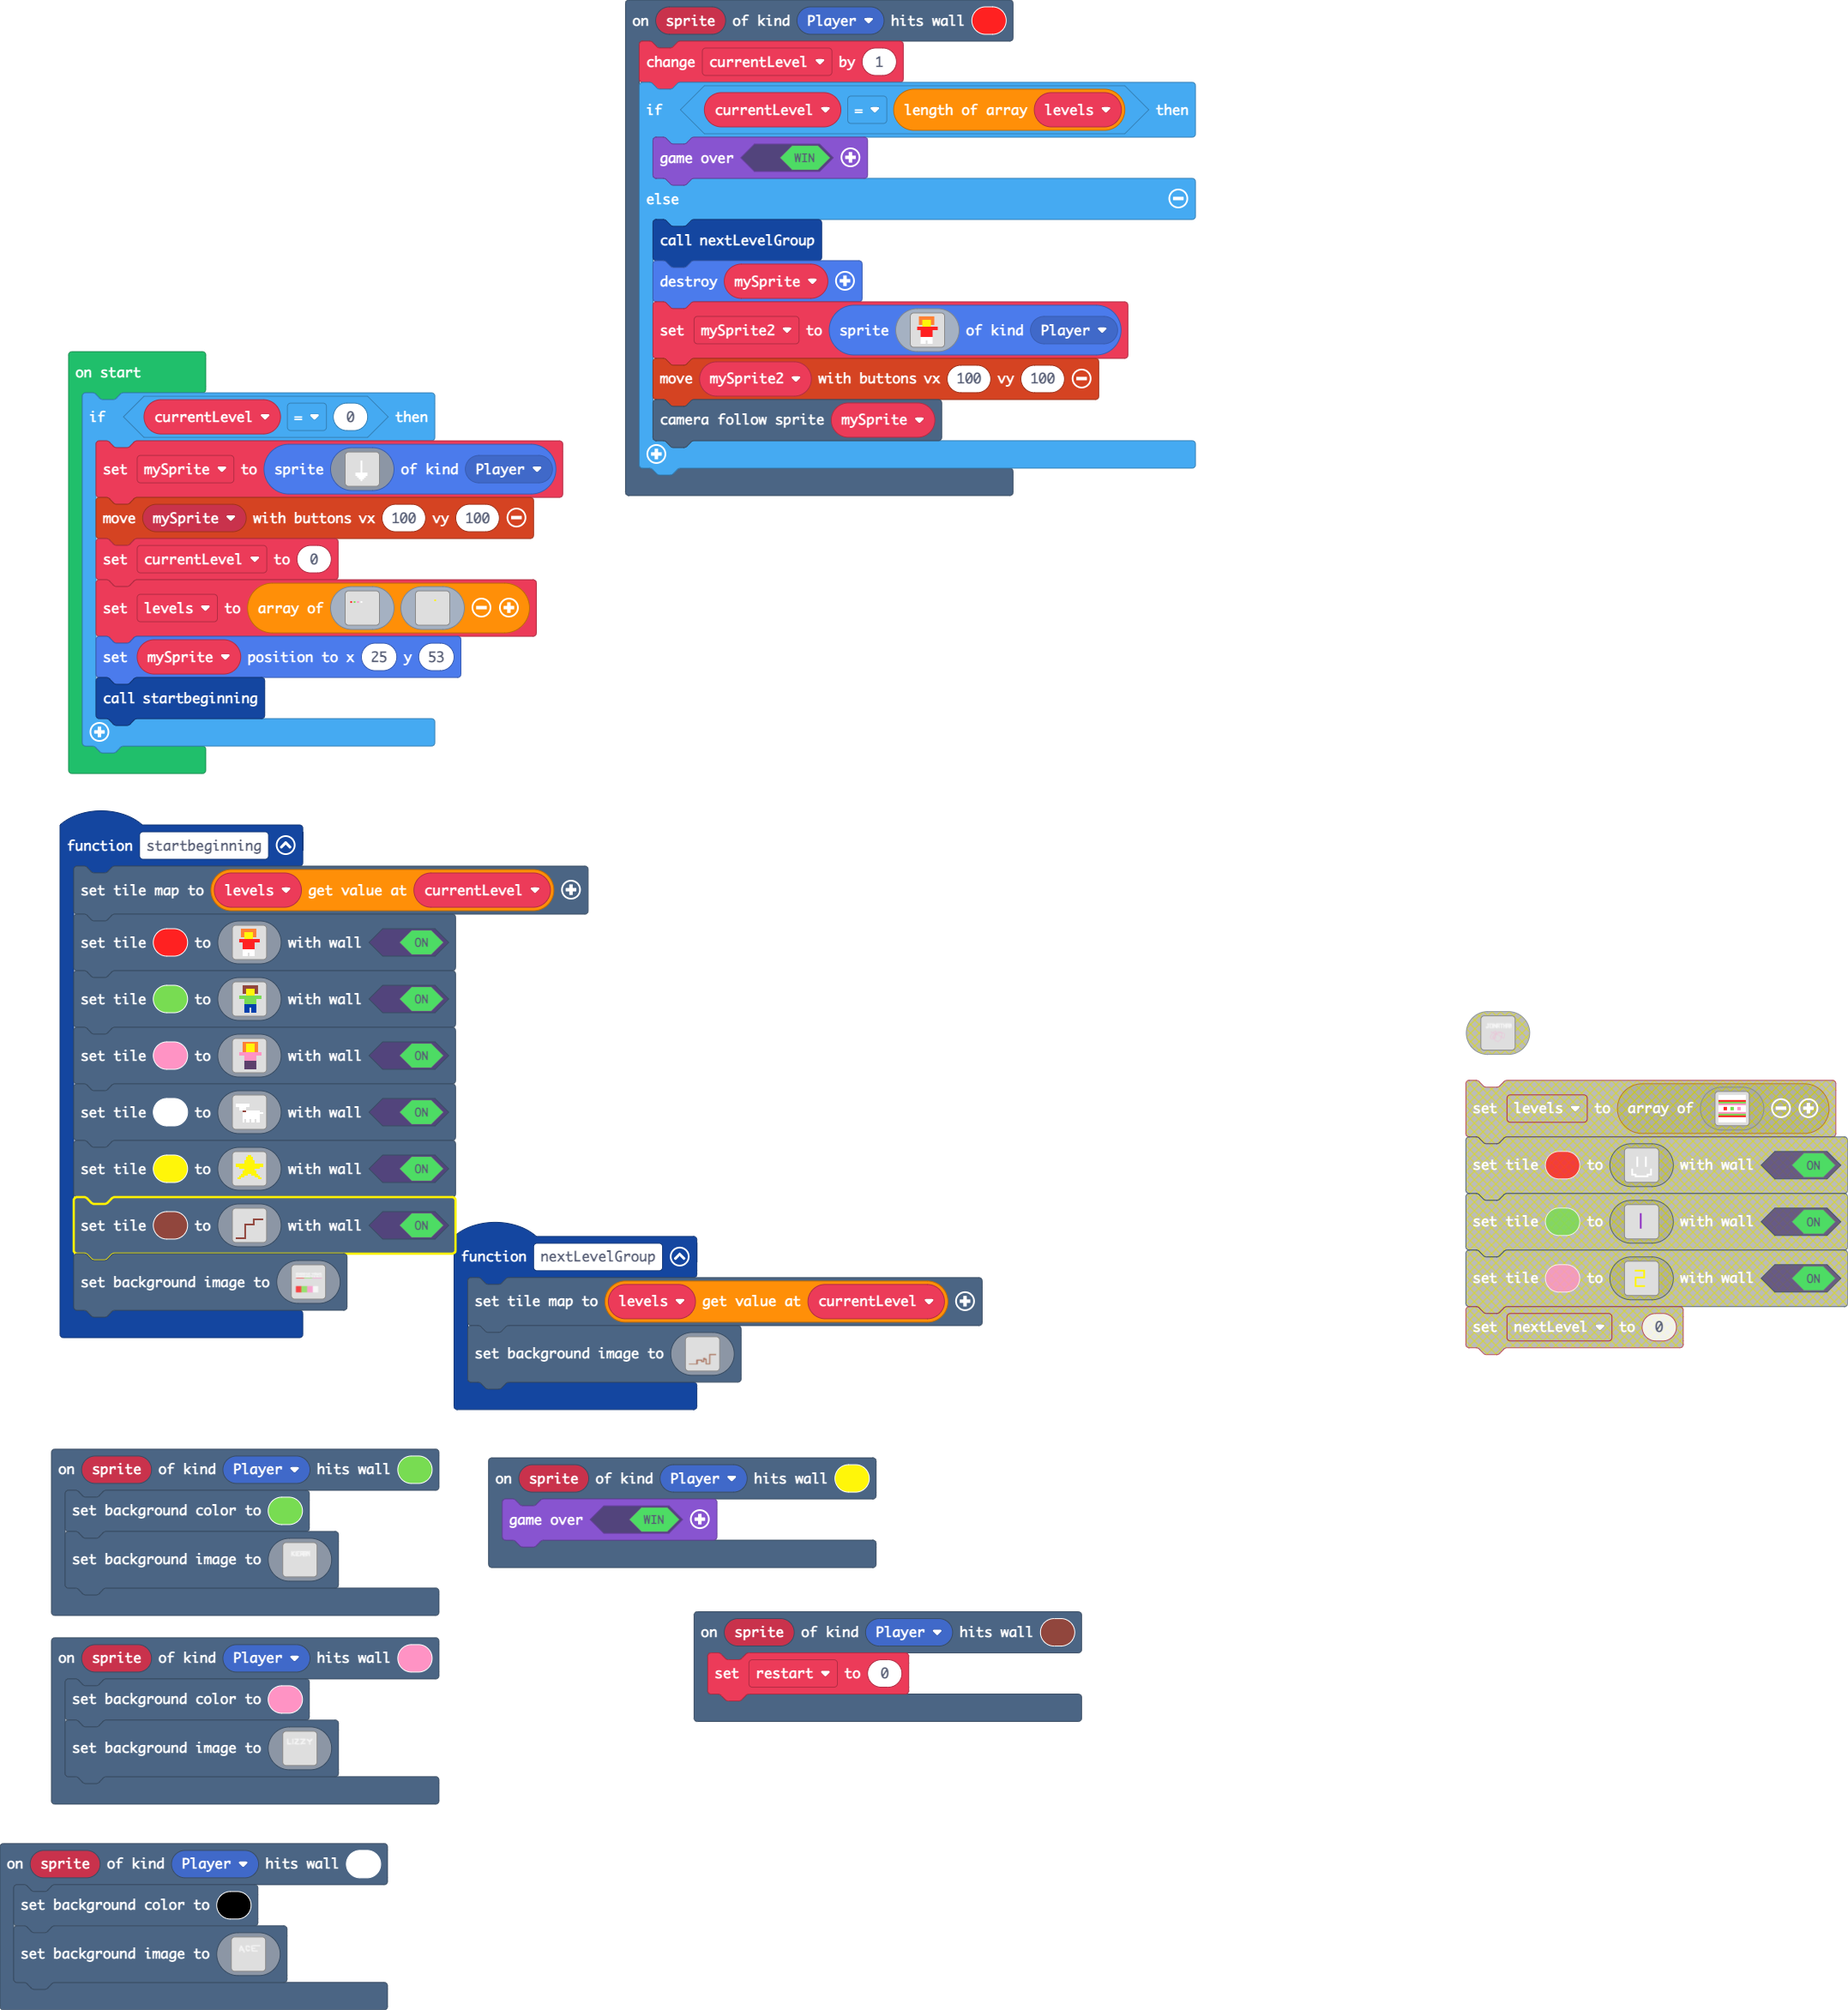 on sprite of kind Player hits wall
change currentLevel by 1
if currentLevel = length of array levels then
game over WIN
else
call nextLevelGroup
destroy mySprite
set mySprite2 to sprite of kind Player
move mySprite2 with buttons vx 100 vy 100
camera follow sprite mySprite
on start
if currentLevel = 0 then
set mySprite to sprite of kind Player
move mySprite with buttons vx 100 vy 100
set currentLevel to 0
set levels to array of
set mySprite position to x 25 y 53
call startbeginning
function startbeginning
set tile map to levels get value at currentLevel
set tile to with wall ON
set tile to with wall ON
set tile to with wall ON
set tile to with wall ON
set tile to with wall ON
set tile to with wall ON
set background image to
function nextLevelGroup
set tile map to levels get value at currentLevel
set background image to
set levels to array of
set tile to with wall ON
set tile to with wall ON
set tile to 2 with wall ON
set nextLevel to 0
on sprite of kind Player hits wall
set background color to
set background image to
on sprite of kind Player hits wall
game over WIN
on sprite of kind Player hits wall
set restart to 0
on sprite of kind Player hits wall
set background color to
set background image to LIZZY
on sprite of kind Player hits wall
set background color to
set background image to